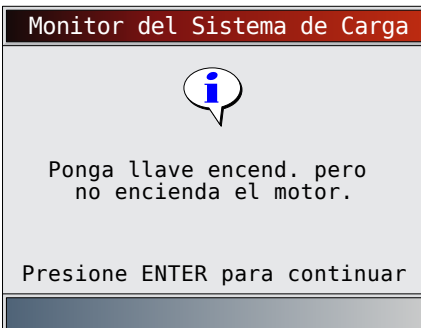 Monitor del Sistema de Carga
Ponga llave encend. pero
no encienda el motor.
Presione ENTER para continuar